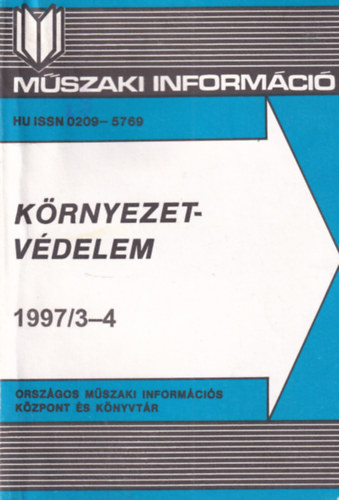 MŰSZAKI INFORMÁCIÓ
HU ISSN 0209-5769
KÖRNYEZET-
VÉDELEM
1997/3-4
ORSZÁGOS MŰSZAKI INFORMÁCIÓS
KÖZPONT ÉS KÖNYVTÁR